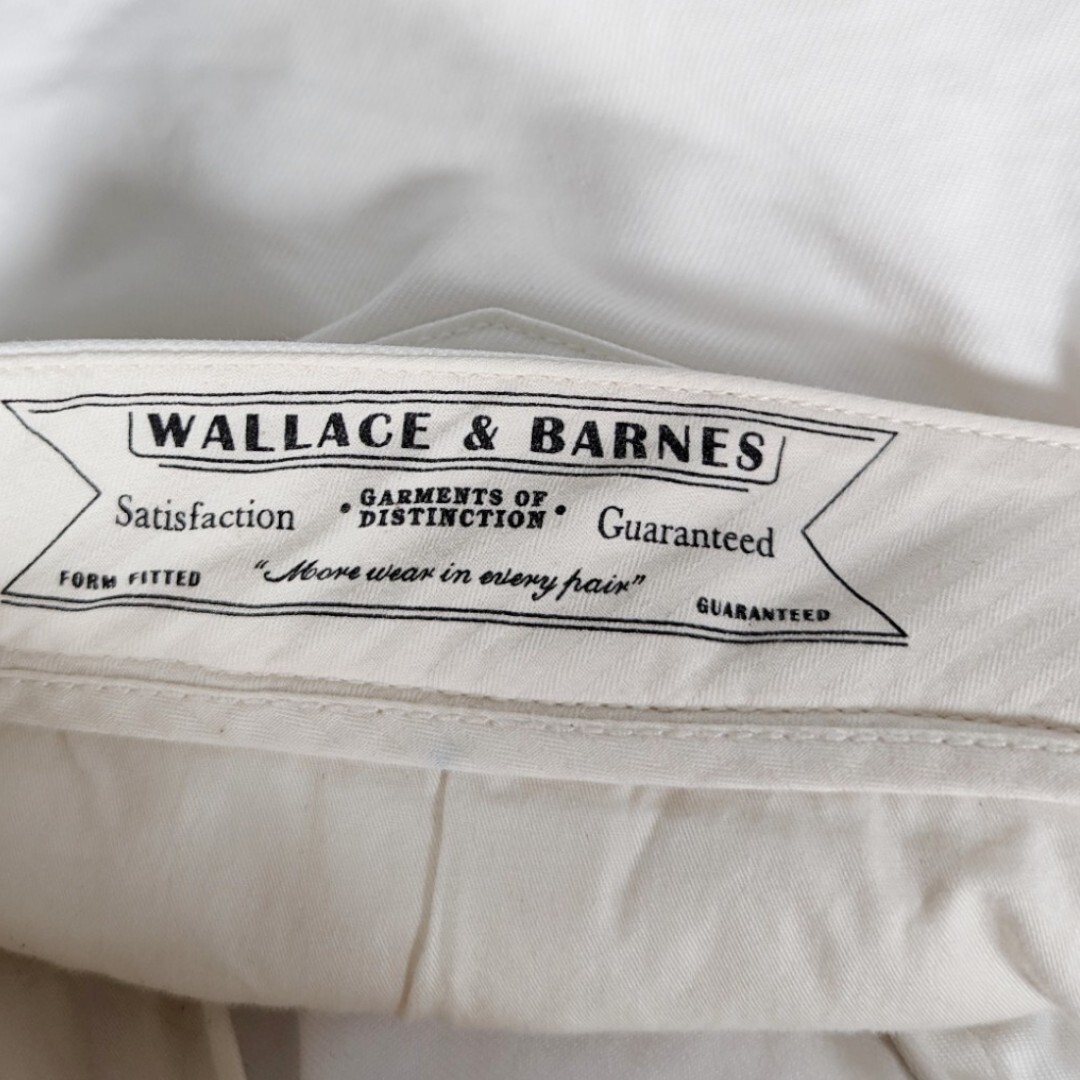 WALLACE & BARNES
Satisfaction • GARMENTS OF DISTINCTION • Guaranteed
FORM FITTED "More wear in every pair" GUARANTEED